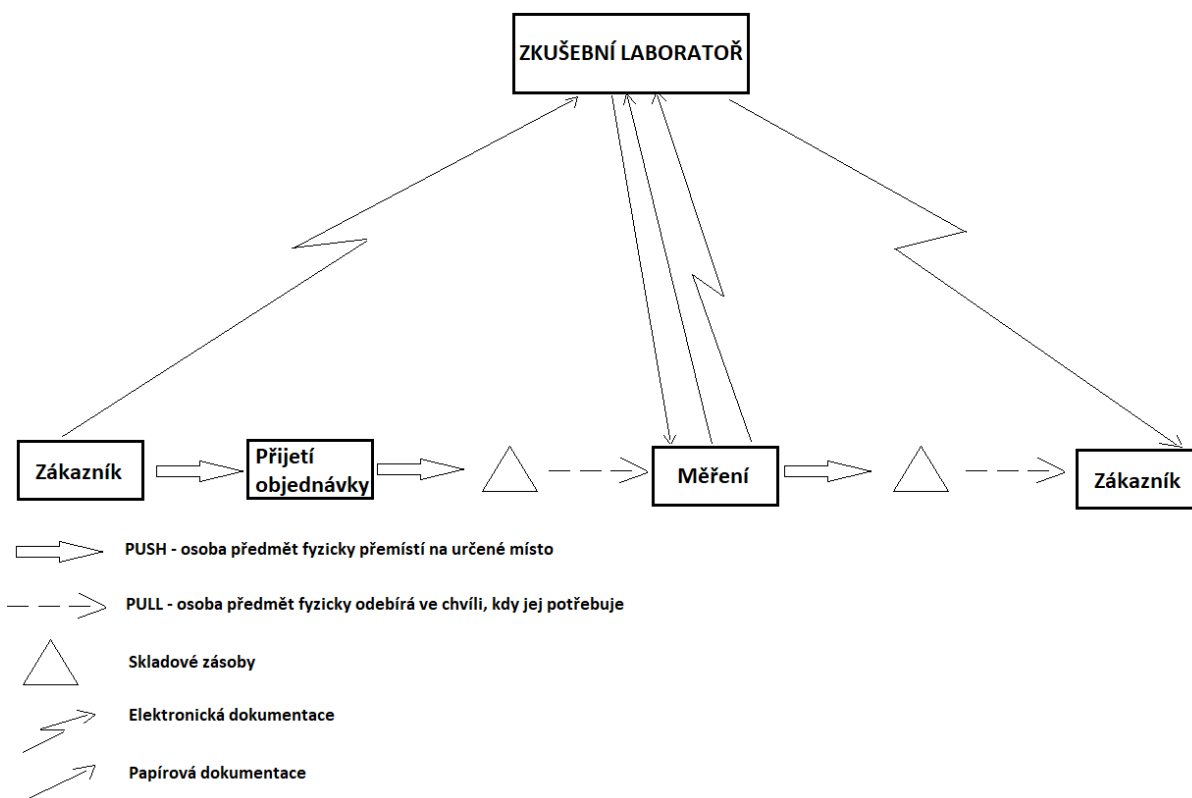 ZKUŠEBNÍ LABORATOŘ
Zákazník
Přijetí
objednávky
Měření
Zákazník
PUSH - osoba předmět fyzicky přemístí na určené místo
PULL - osoba předmět fyzicky odebírá ve chvíli, kdy jej potřebuje
Skladové zásoby
Elektronická dokumentace
Papírová dokumentace